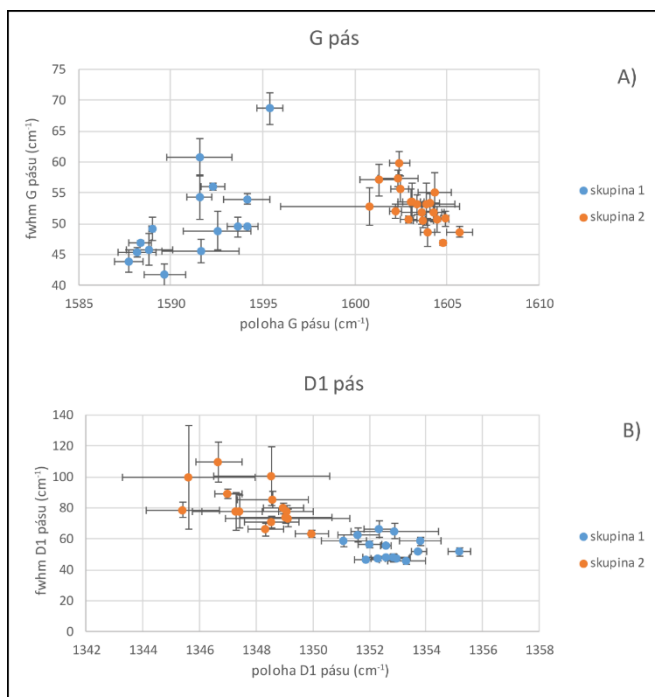 G pás
A)
fwhm G pásu (cm⁻¹)
75
70
65
60
55
50
45
40
1585
1590
1595
1600
1605
1610
poloha G pásu (cm⁻¹)
skupina 1
skupina 2
D1 pás
B)
fwhm D1 pásu (cm⁻¹)
140
120
100
80
60
40
20
0
1342
1344
1346
1348
1350
1352
1354
1356
1358
poloha D1 pásu (cm⁻¹)
skupina 1
skupina 2